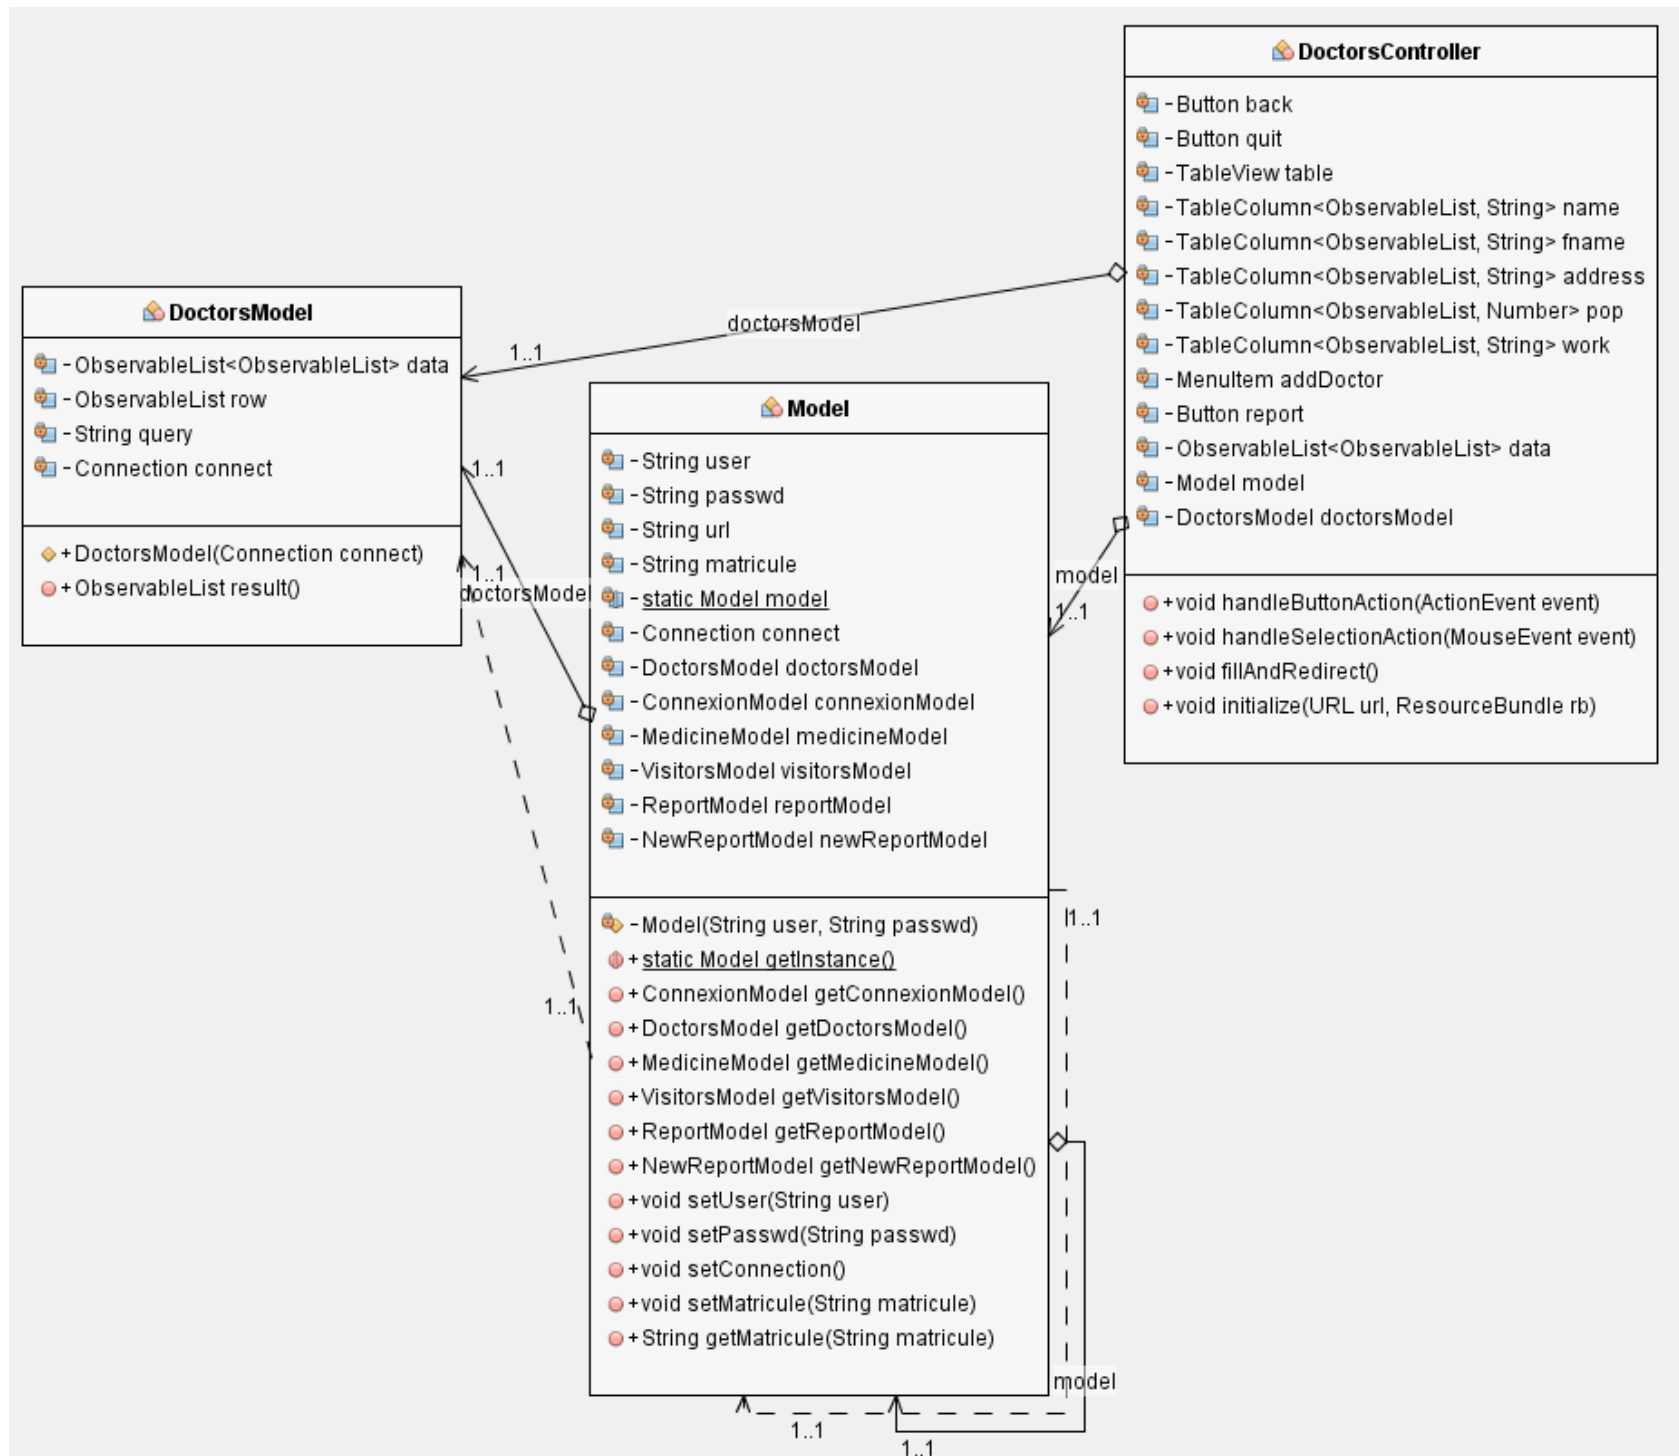 DoctorsController
-Button back
-Button quit
-TableView table
-TableColumn<ObservableList, String> name
-TableColumn<ObservableList, String> fname
-TableColumn<ObservableList, String> address
-TableColumn<ObservableList, Number> pop
-TableColumn<ObservableList, String> work
-MenuItem addDoctor
-Button report
-ObservableList<ObservableList> data
-Model model
-DoctorsModel doctorsModel
+void handleButtonAction(ActionEvent event)
+void handleSelectionAction(MouseEvent event)
+void fillAndRedirect()
+void initialize(URL url, ResourceBundle rb)
DoctorsModel
-ObservableList<ObservableList> data
-ObservableList row
-String query
-Connection connect
+DoctorsModel(Connection connect)
+ObservableList result()
doctorsModel
1..1
1..1
1..1
doctorsModel
1..1
Model
-String user
-String passwd
-String url
-String matricule
-static Model model
-Connection connect
-DoctorsModel doctorsModel
-ConnexionModel connexionModel
-MedicineModel medicineModel
-VisitorsModel visitorsModel
-ReportModel reportModel
-NewReportModel newReportModel
-Model(String user, String passwd)
+static Model getInstance()
+ConnexionModel getConnexionModel()
+DoctorsModel getDoctorsModel()
+MedicineModel getMedicineModel()
+VisitorsModel getVisitorsModel()
+ReportModel getReportModel()
+NewReportModel getNewReportModel()
+void setUser(String user)
+void setPasswd(String passwd)
+void setConnection()
+void setMatricule(String matricule)
+String getMatricule(String matricule)
model
1..1
1..1
model
1..1
1..1